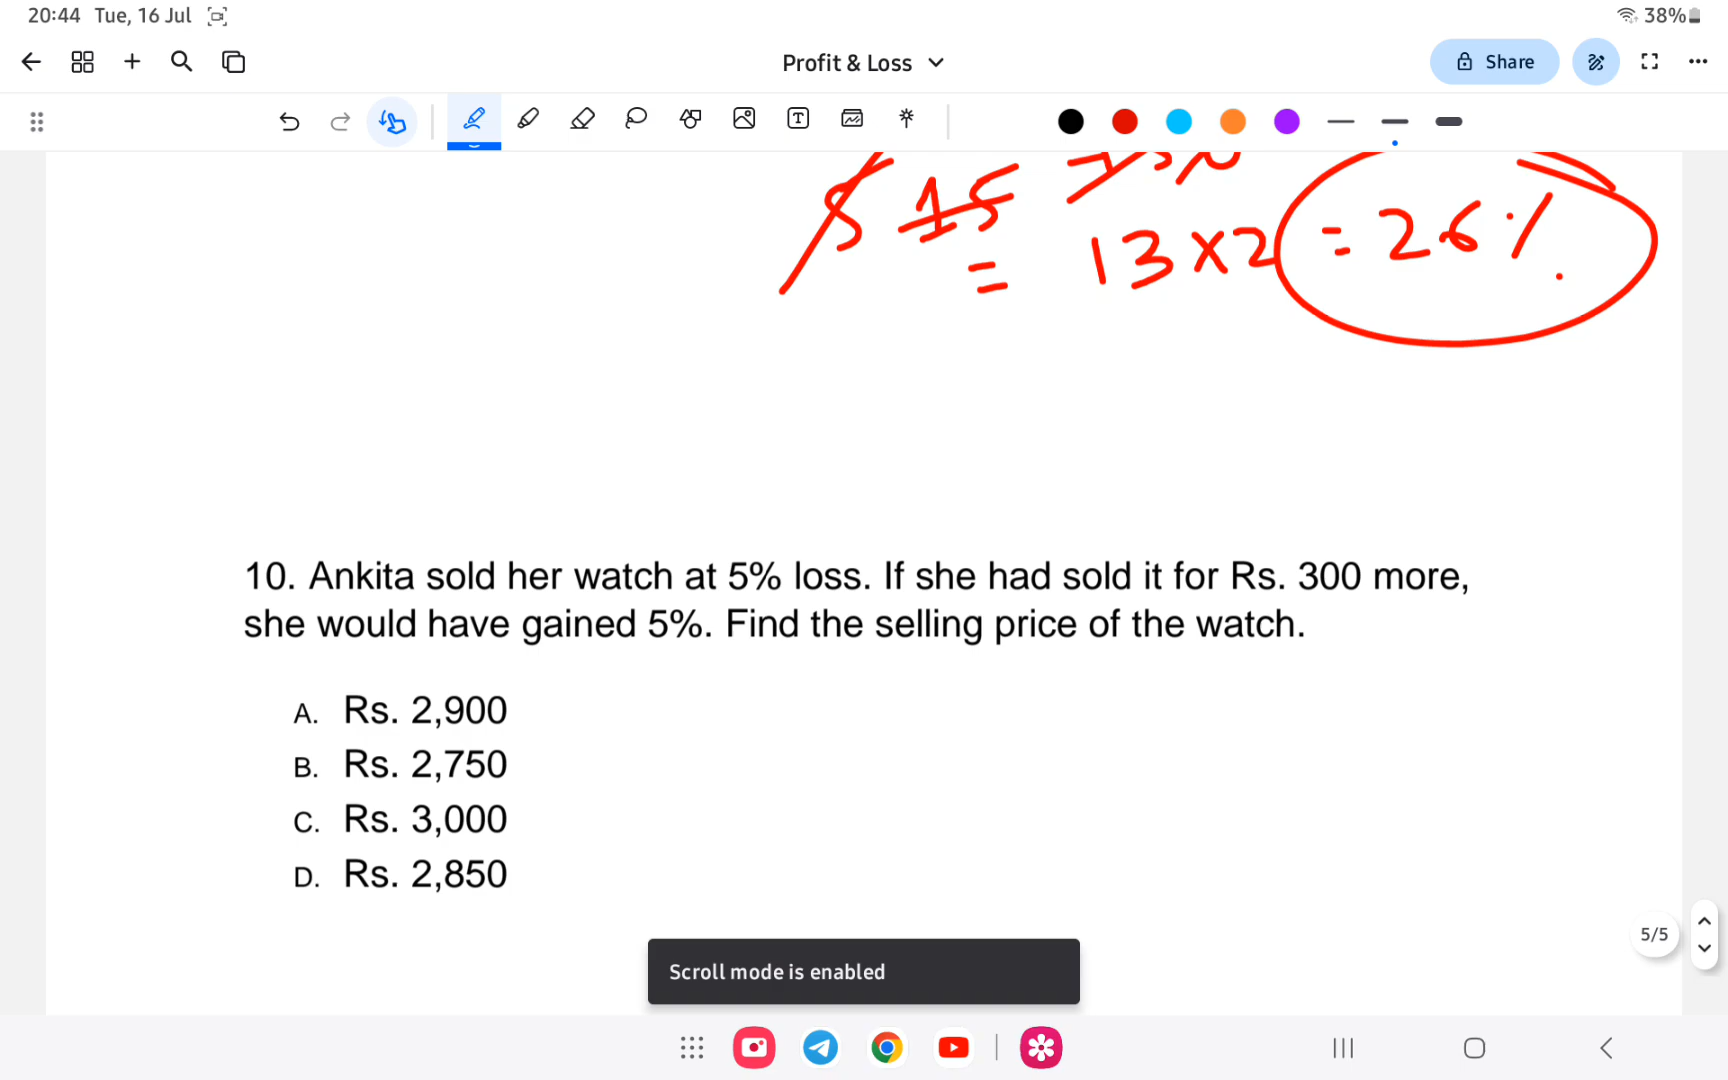 20:44 Tue, 16 Jul
38%
Profit & Loss
Share
5 15
13 x 2 = 26 %.
=
10. Ankita sold her watch at 5% loss. If she had sold it for Rs. 300 more,
she would have gained 5%. Find the selling price of the watch.
A. Rs. 2,900
B. Rs. 2,750
C. Rs. 3,000
D. Rs. 2,850
5/5
Scroll mode is enabled